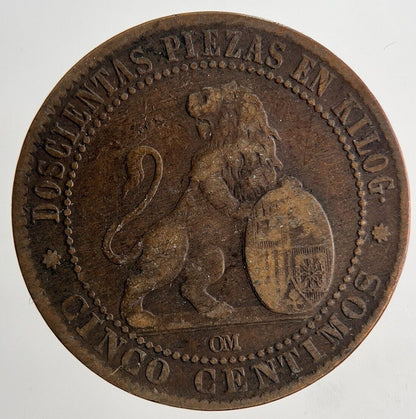 DOSCIENTAS PIEZAS EN KILOG.
OM
CINCO CENTIMOS